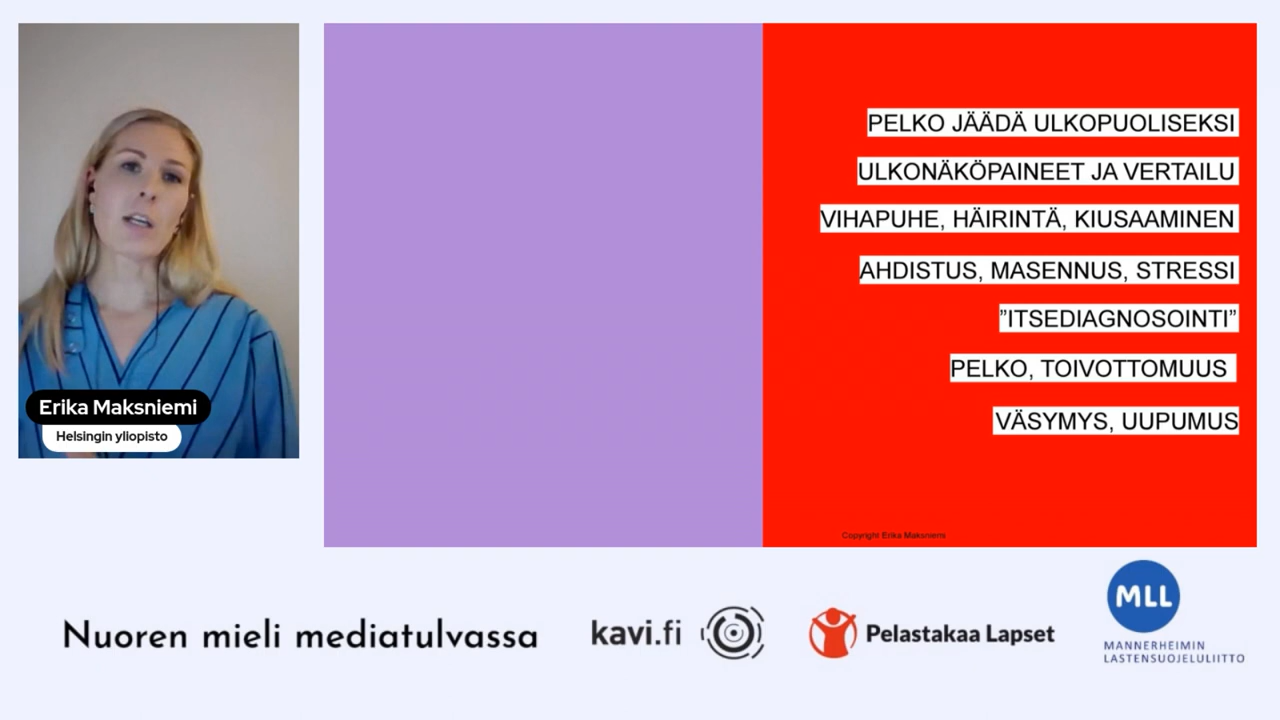 Erika Maksniemi
Helsingin yliopisto
PELKO JÄÄDÄ ULKOPUOLISEKSI
ULKONÄKÖPAINEET JA VERTAILU
VIHAPUHE, HÄIRINTÄ, KIUSAAMINEN
AHDISTUS, MASENNUS, STRESSI
”ITSEDIAGNOSOINTI”
PELKO, TOIVOTTOMUUS
VÄSYMYS, UUPUMUS
Copyright Erika Maksniemi
Nuoren mieli mediatulvassa
kavi.fi
Pelastakaa Lapset
MLL
MANNERHEIMIN
LASTENSUOJELULIITTO